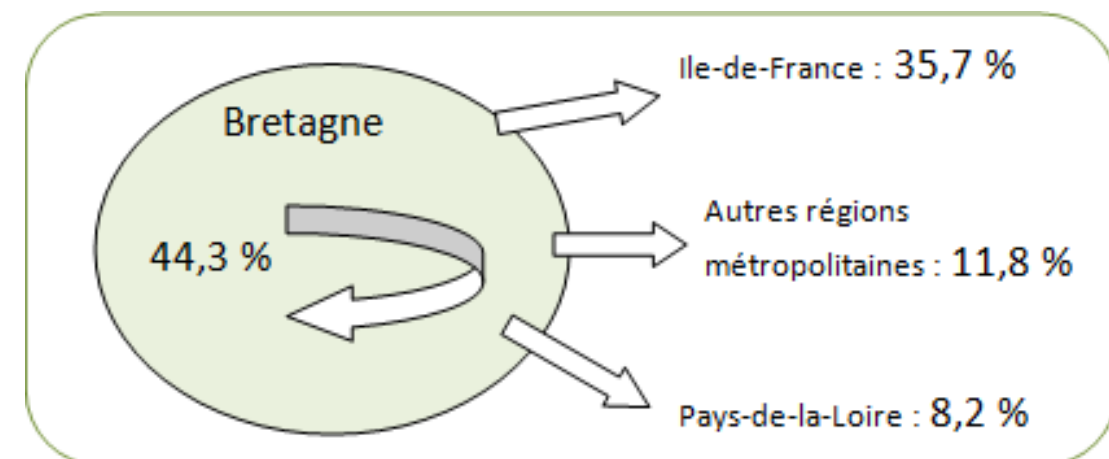 Ile-de-France : 35,7 %
Bretagne
Autres régions
44,3 %
métropolitaines : 11,8 %
Pays-de-la-Loire : 8,2 %